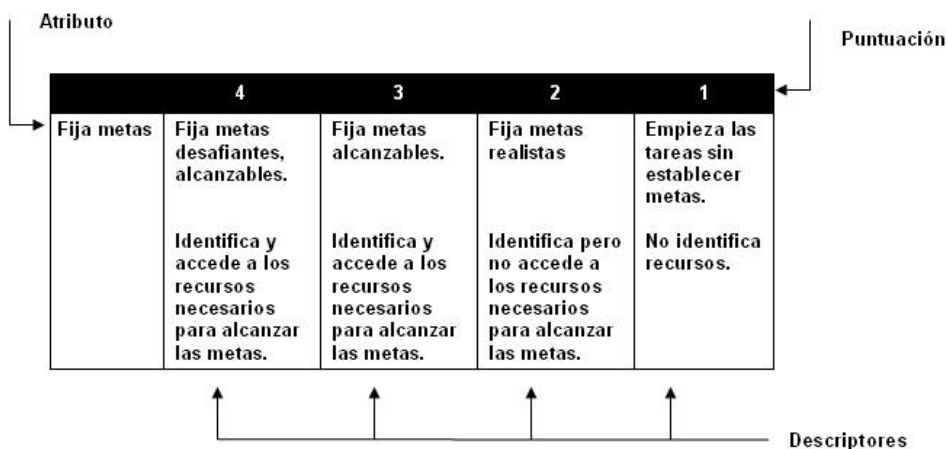 Atributo
Puntuación
4
3
2
1
Fija metas
Fija metas
desafiantes,
alcanzables.
Identifica y
accede a los
recursos
necesarios
para alcanzar
las metas.
Fija metas
alcanzables.
Identifica y
accede a los
recursos
necesarios
para alcanzar
las metas.
Fija metas
realistas
Identifica pero
no accede a
los recursos
necesarios
para alcanzar
las metas.
Empieza las
tareas sin
establecer
metas.
No identifica
recursos.
Descriptores